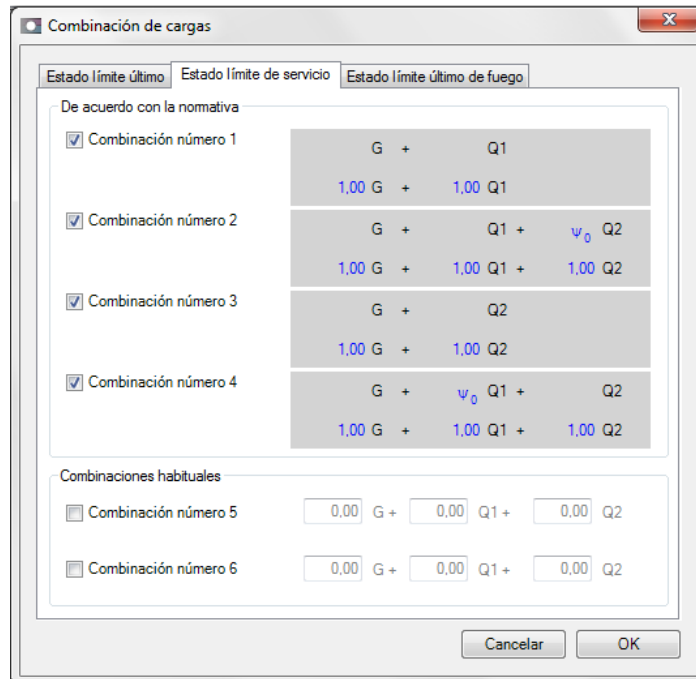 Combinación de cargas
Estado límite último Estado límite de servicio Estado límite último de fuego
De acuerdo con la normativa
Combinación número 1
G + Q1
1,00 G + 1,00 Q1
Combinación número 2
G + Q1 + ψ0 Q2
1,00 G + 1,00 Q1 + 1,00 Q2
Combinación número 3
G + Q2
1,00 G + 1,00 Q2
Combinación número 4
G + ψ0 Q1 + Q2
1,00 G + 1,00 Q1 + 1,00 Q2
Combinaciones habituales
Combinación número 5 0,00 G + 0,00 Q1 + 0,00 Q2
Combinación número 6 0,00 G + 0,00 Q1 + 0,00 Q2
Cancelar OK